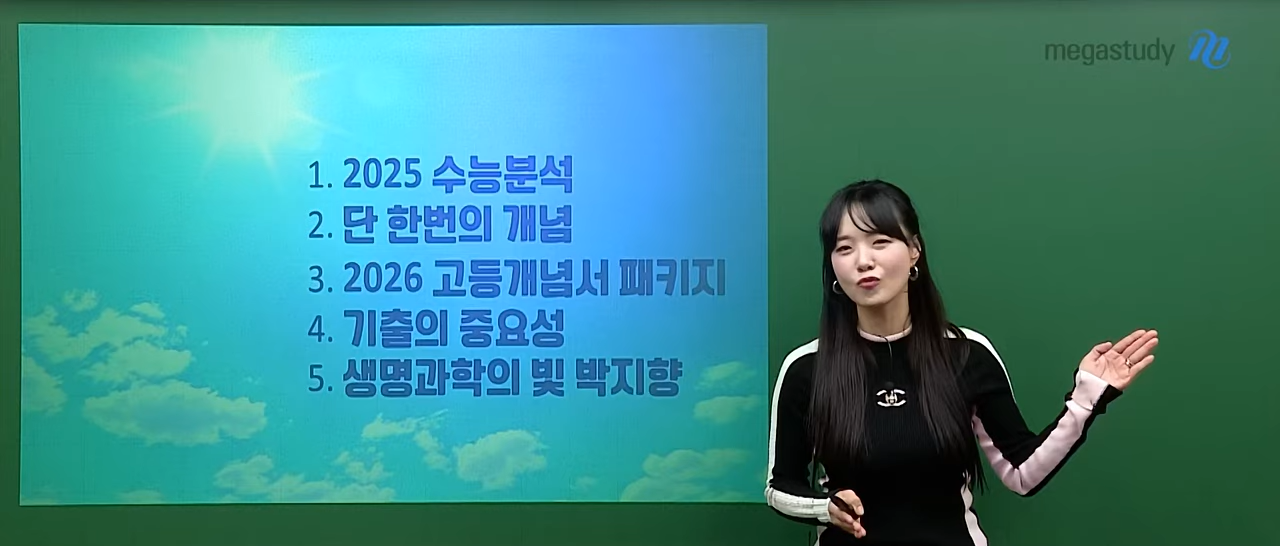 megastudy
1. 2025 수능분석
2. 단 한번의 개념
3. 2026 고등개념서 패키지
4. 기출의 중요성
5. 생명과학의 빛 박지향